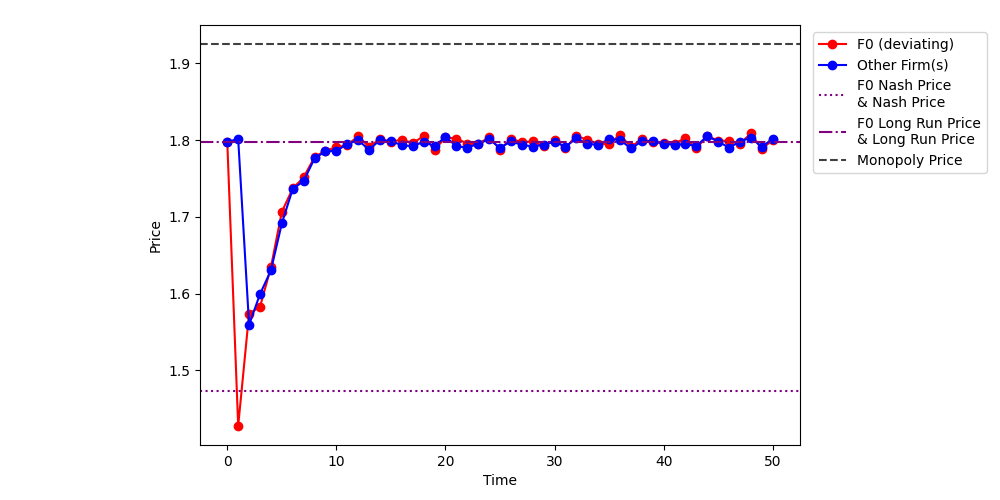 1.9
1.8
1.7
1.6
1.5
Price
0
10
20
30
40
50
Time
F0 (deviating)
Other Firm(s)
F0 Nash Price
& Nash Price
F0 Long Run Price
& Long Run Price
Monopoly Price